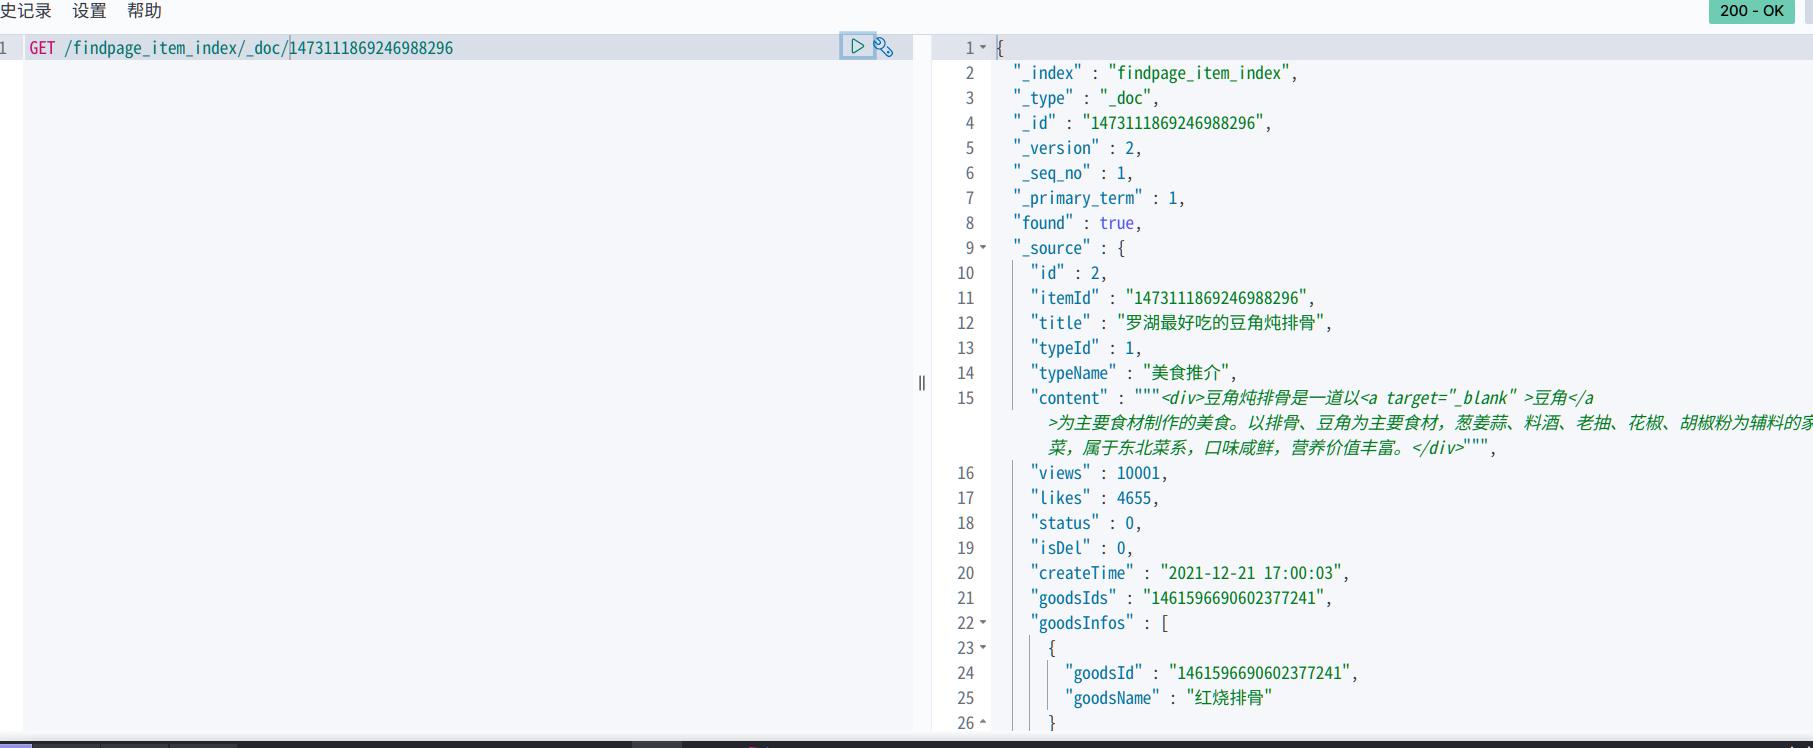 史记录 设置 帮助
200 - OK
1 GET /findpage_item_index/_doc/1473111869246988296
1 {
2 "_index" : "findpage_item_index",
3 "_type" : "_doc",
4 "_id" : "1473111869246988296",
5 "_version" : 2,
6 "_seq_no" : 1,
7 "_primary_term" : 1,
8 "found" : true,
9 "_source" : {
10 "id" : 2,
11 "itemId" : "1473111869246988296",
12 "title" : "罗湖最好吃的豆角炖排骨",
13 "typeId" : 1,
14 "typeName" : "美食推介",
15 "content" : """<div>豆角炖排骨是一道以<a target="_blank" >豆角</a
>为主要食材制作的美食。以排骨、豆角为主要食材，葱姜蒜、料酒、老抽、花椒、胡椒粉为辅料的家
菜，属于东北菜系，口味咸鲜，营养价值丰富。</div>""",
16 "views" : 10001,
17 "likes" : 4655,
18 "status" : 0,
19 "isDel" : 0,
20 "createTime" : "2021-12-21 17:00:03",
21 "goodsIds" : "1461596690602377241",
22 "goodsInfos" : [
23 {
24 "goodsId" : "1461596690602377241",
25 "goodsName" : "红烧排骨"
26 }